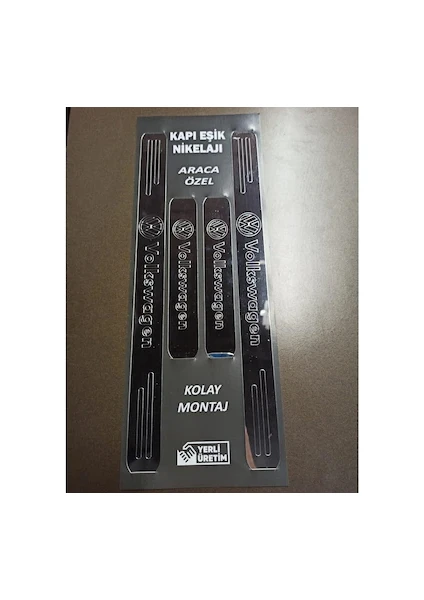 KAPI EŞİK
NİKELAJI
ARACA
ÖZEL
Volkswagen
Volkswagen
Volkswagen
Volkswagen
KOLAY
MONTAJ
YERLİ
ÜRETİM